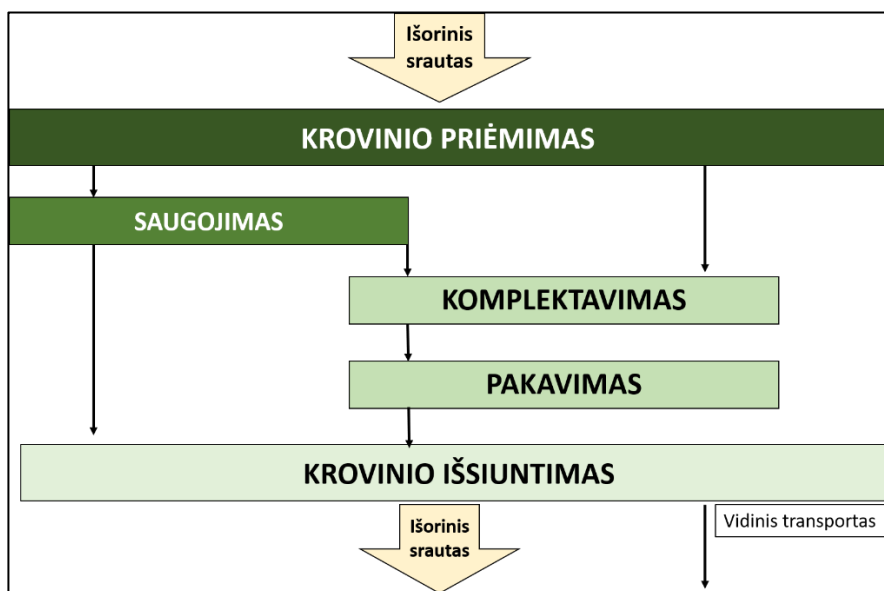 Išorinis
srautas
KROVINIO PRIĖMIMAS
SAUGOJIMAS
KOMPLEKTAVIMAS
PAKAVIMAS
KROVINIO IŠSIUNTIMAS
Išorinis
srautas
Vidinis transportas